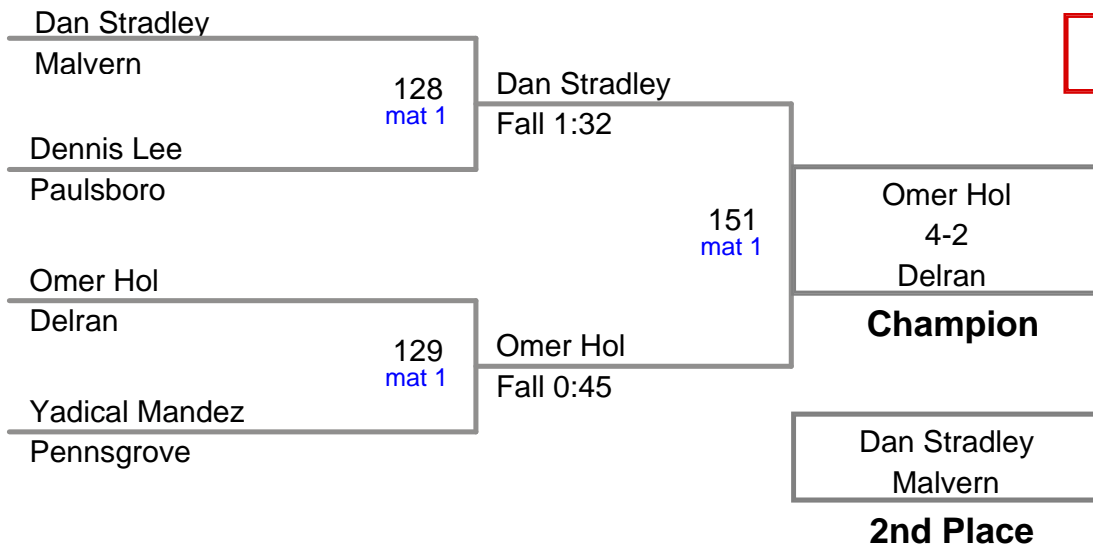 Dan Stradley
Malvern
128
mat 1
Dennis Lee
Paulsboro
Dan Stradley
Fall 1:32
151
mat 1
Omer Hol
Delran
129
mat 1
Yadical Mandez
Pennsgrove
Omer Hol
Fall 0:45
Omer Hol
4-2
Delran
Champion
Dan Stradley
Malvern
2nd Place